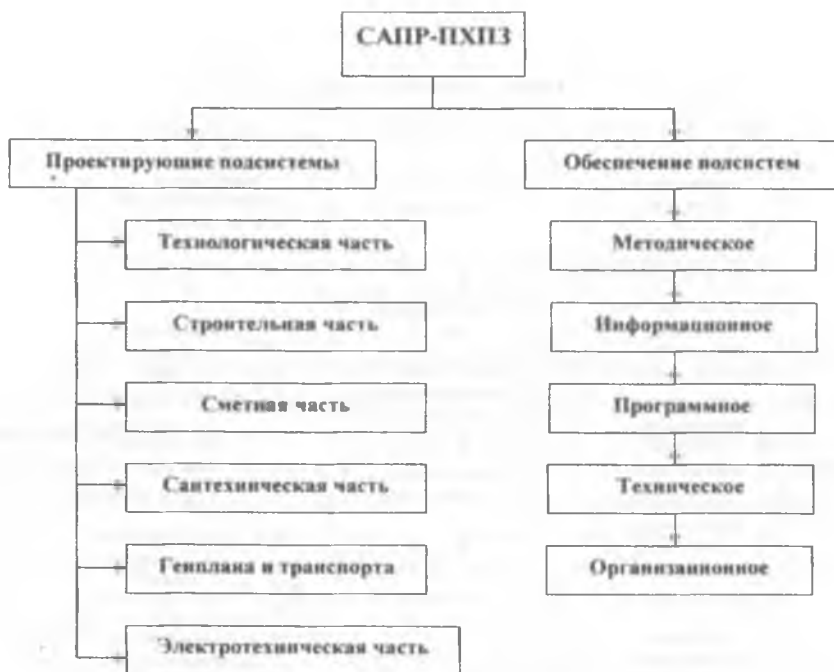 САПР-ПХПЗ
Проектирующие подсистемы
Технологическая часть
Строительная часть
Сметная часть
Сантехническая часть
Генплана и транспорта
Электротехническая часть
Обеспечение подсистем
Методическое
Информационное
Программное
Техническое
Организационное